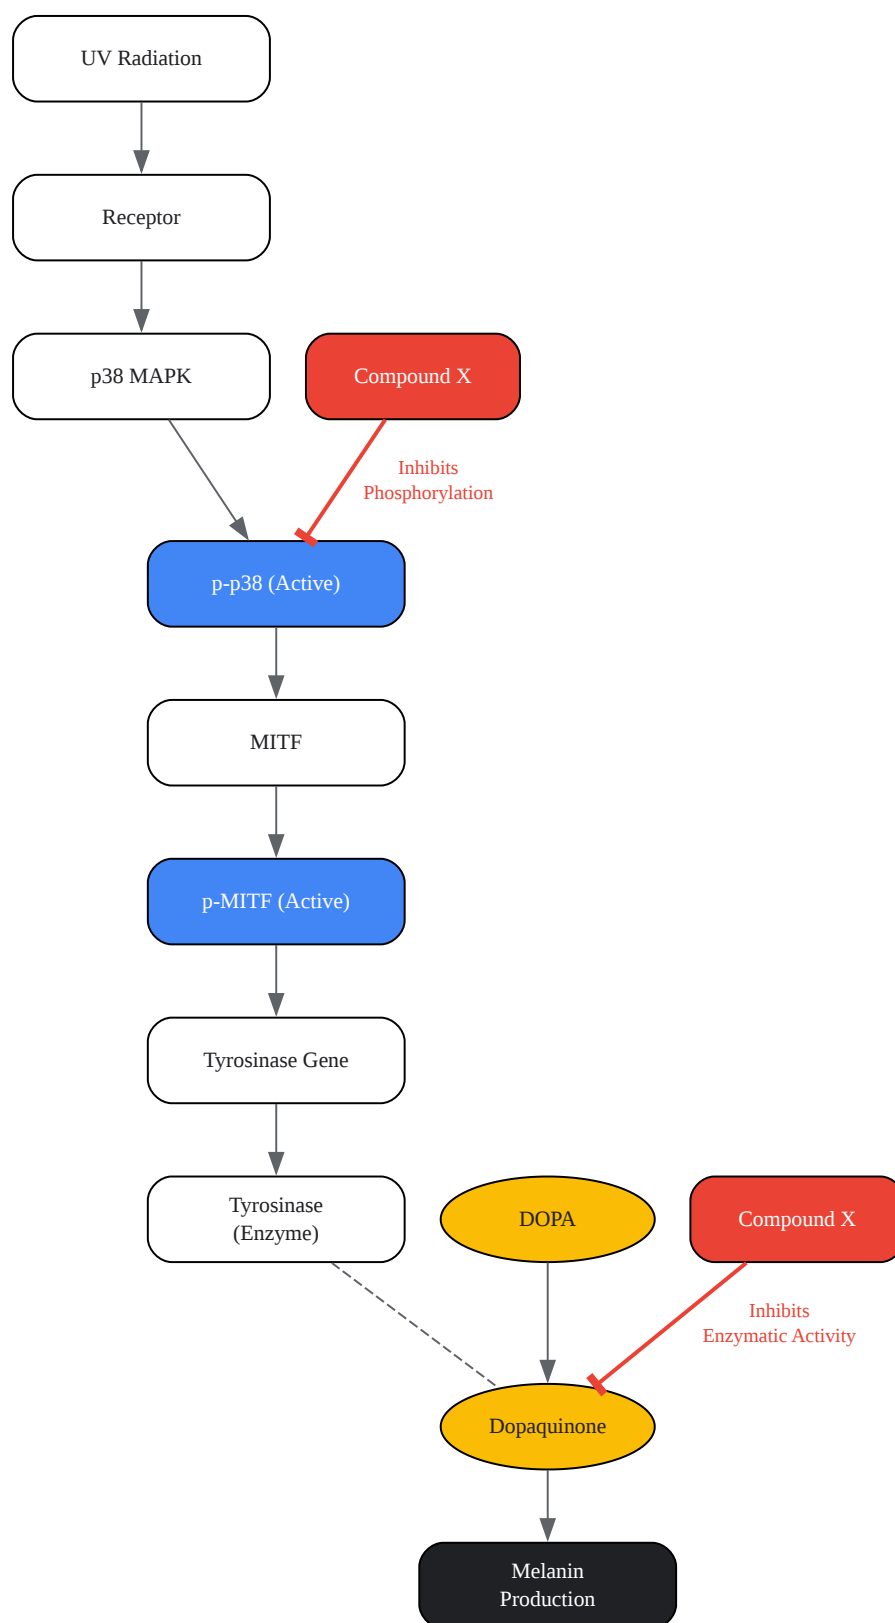 UV Radiation
Receptor
p38 MAPK
Compound X
Inhibits
Phosphorylation
p-p38 (Active)
MITF
p-MITF (Active)
Tyrosinase Gene
Tyrosinase
(Enzyme)
DOPA
Compound X
Inhibits
Enzymatic Activity
Dopaquinone
Melanin
Production